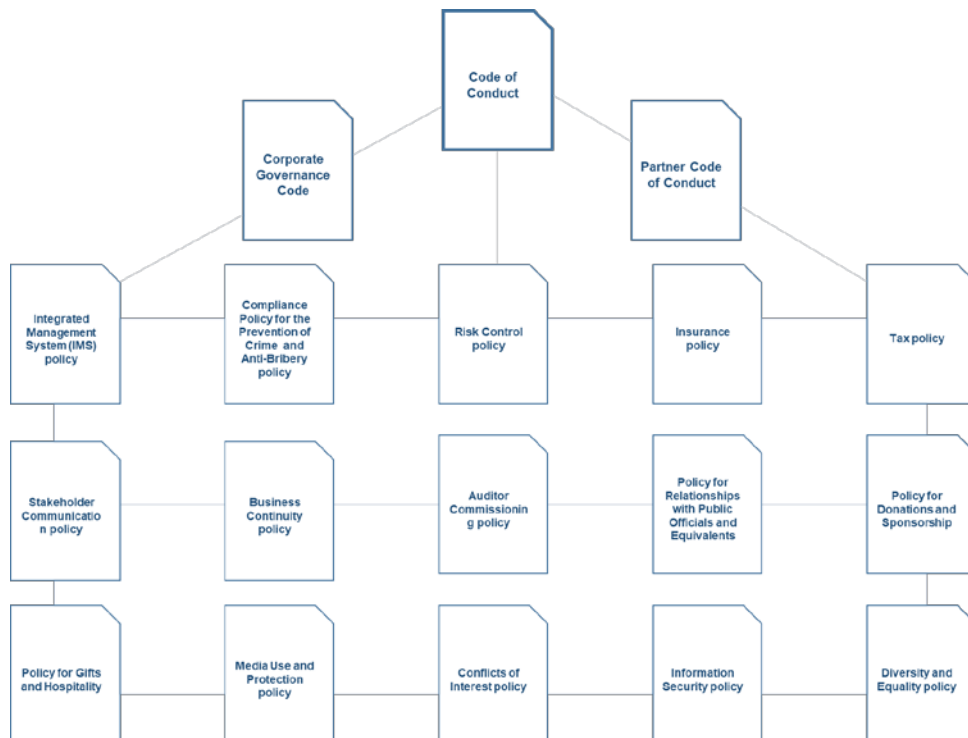 Code of
Conduct
Corporate
Governance
Code
Partner Code
of Conduct
Integrated
Management
System (IMS)
policy
Compliance
Policy for the
Prevention of
Crime and
Anti-Bribery
policy
Risk Control
policy
Insurance
policy
Tax policy
Stakeholder
Communicatio
n policy
Business
Continuity
policy
Auditor
Commissionin
g policy
Policy for
Relationships
with Public
Officials and
Equivalents
Policy for
Donations and
Sponsorship
Policy for Gifts
and Hospitality
Media Use and
Protection
policy
Conflicts of
Interest policy
Information
Security policy
Diversity and
Equality policy